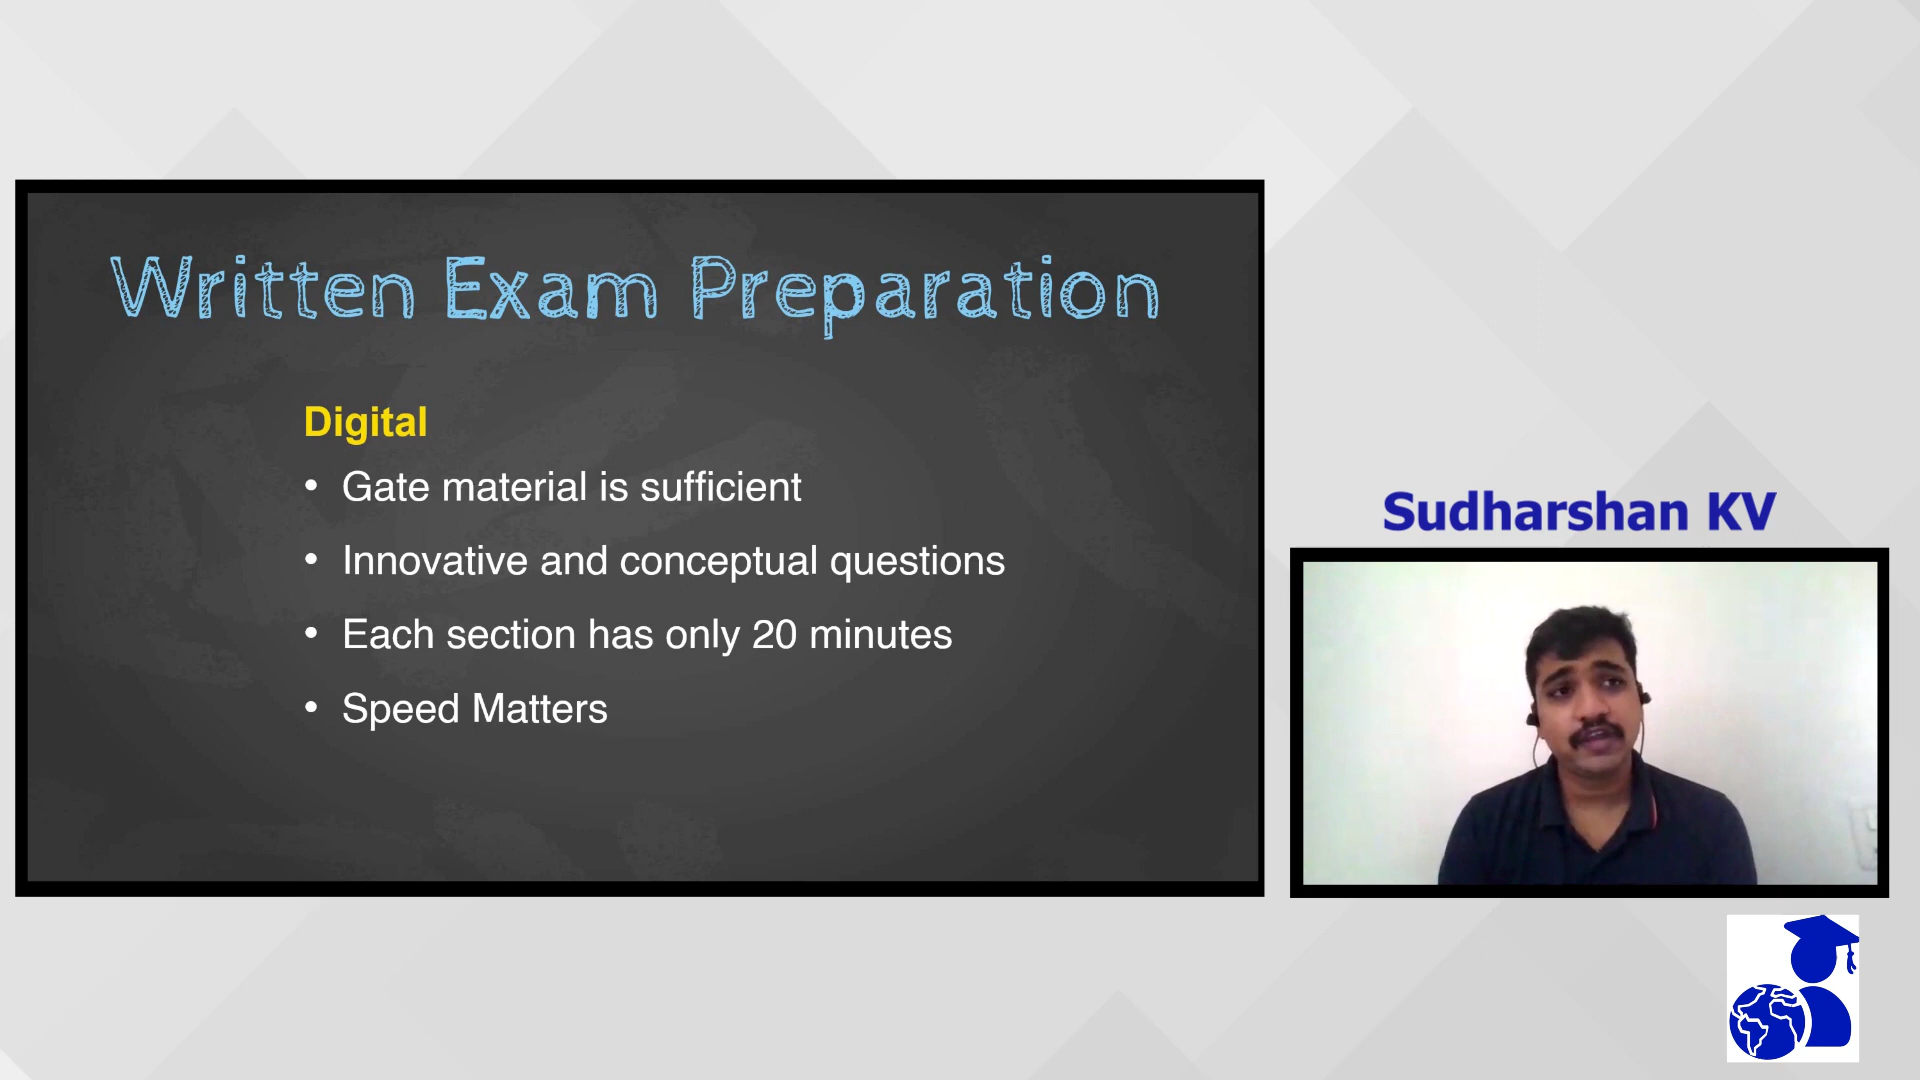 Written Exam Preparation
Digital
• Gate material is sufficient
• Innovative and conceptual questions
• Each section has only 20 minutes
• Speed Matters
Sudharshan KV